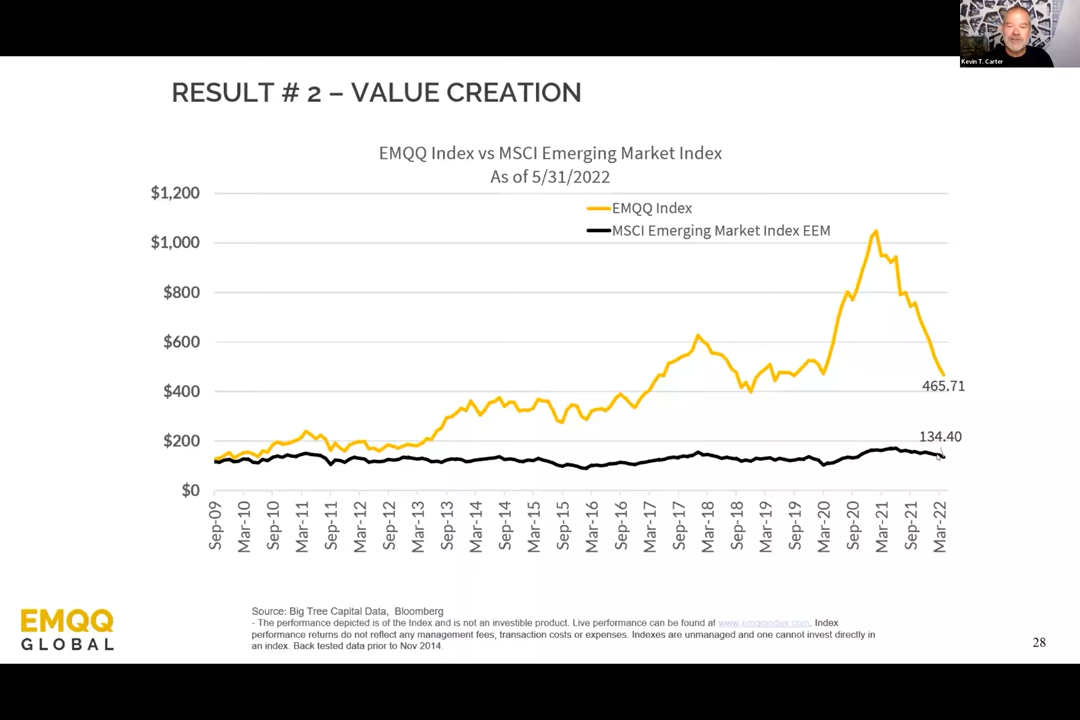 Kevin T. Carter
RESULT # 2 – VALUE CREATION
EMQQ Index vs MSCI Emerging Market Index
As of 5/31/2022
$1,200
$1,000
$800
$600
$400
$200
$0
EMQQ Index
MSCI Emerging Market Index EEM
465.71
134.40
Sep-09
Mar-10
Sep-10
Mar-11
Sep-11
Mar-12
Sep-12
Mar-13
Sep-13
Mar-14
Sep-14
Mar-15
Sep-15
Mar-16
Sep-16
Mar-17
Sep-17
Mar-18
Sep-18
Mar-19
Sep-19
Mar-20
Sep-20
Mar-21
Sep-21
Mar-22
EMQQ
GLOBAL
Source: Big Tree Capital Data, Bloomberg
- The performance depicted is of the Index and is not an investible product. Live performance can be found at www.emqqindex.com. Index
performance returns do not reflect any management fees, transaction costs or expenses. Indexes are unmanaged and one cannot invest directly in
an index. Back tested data prior to Nov 2014.
28